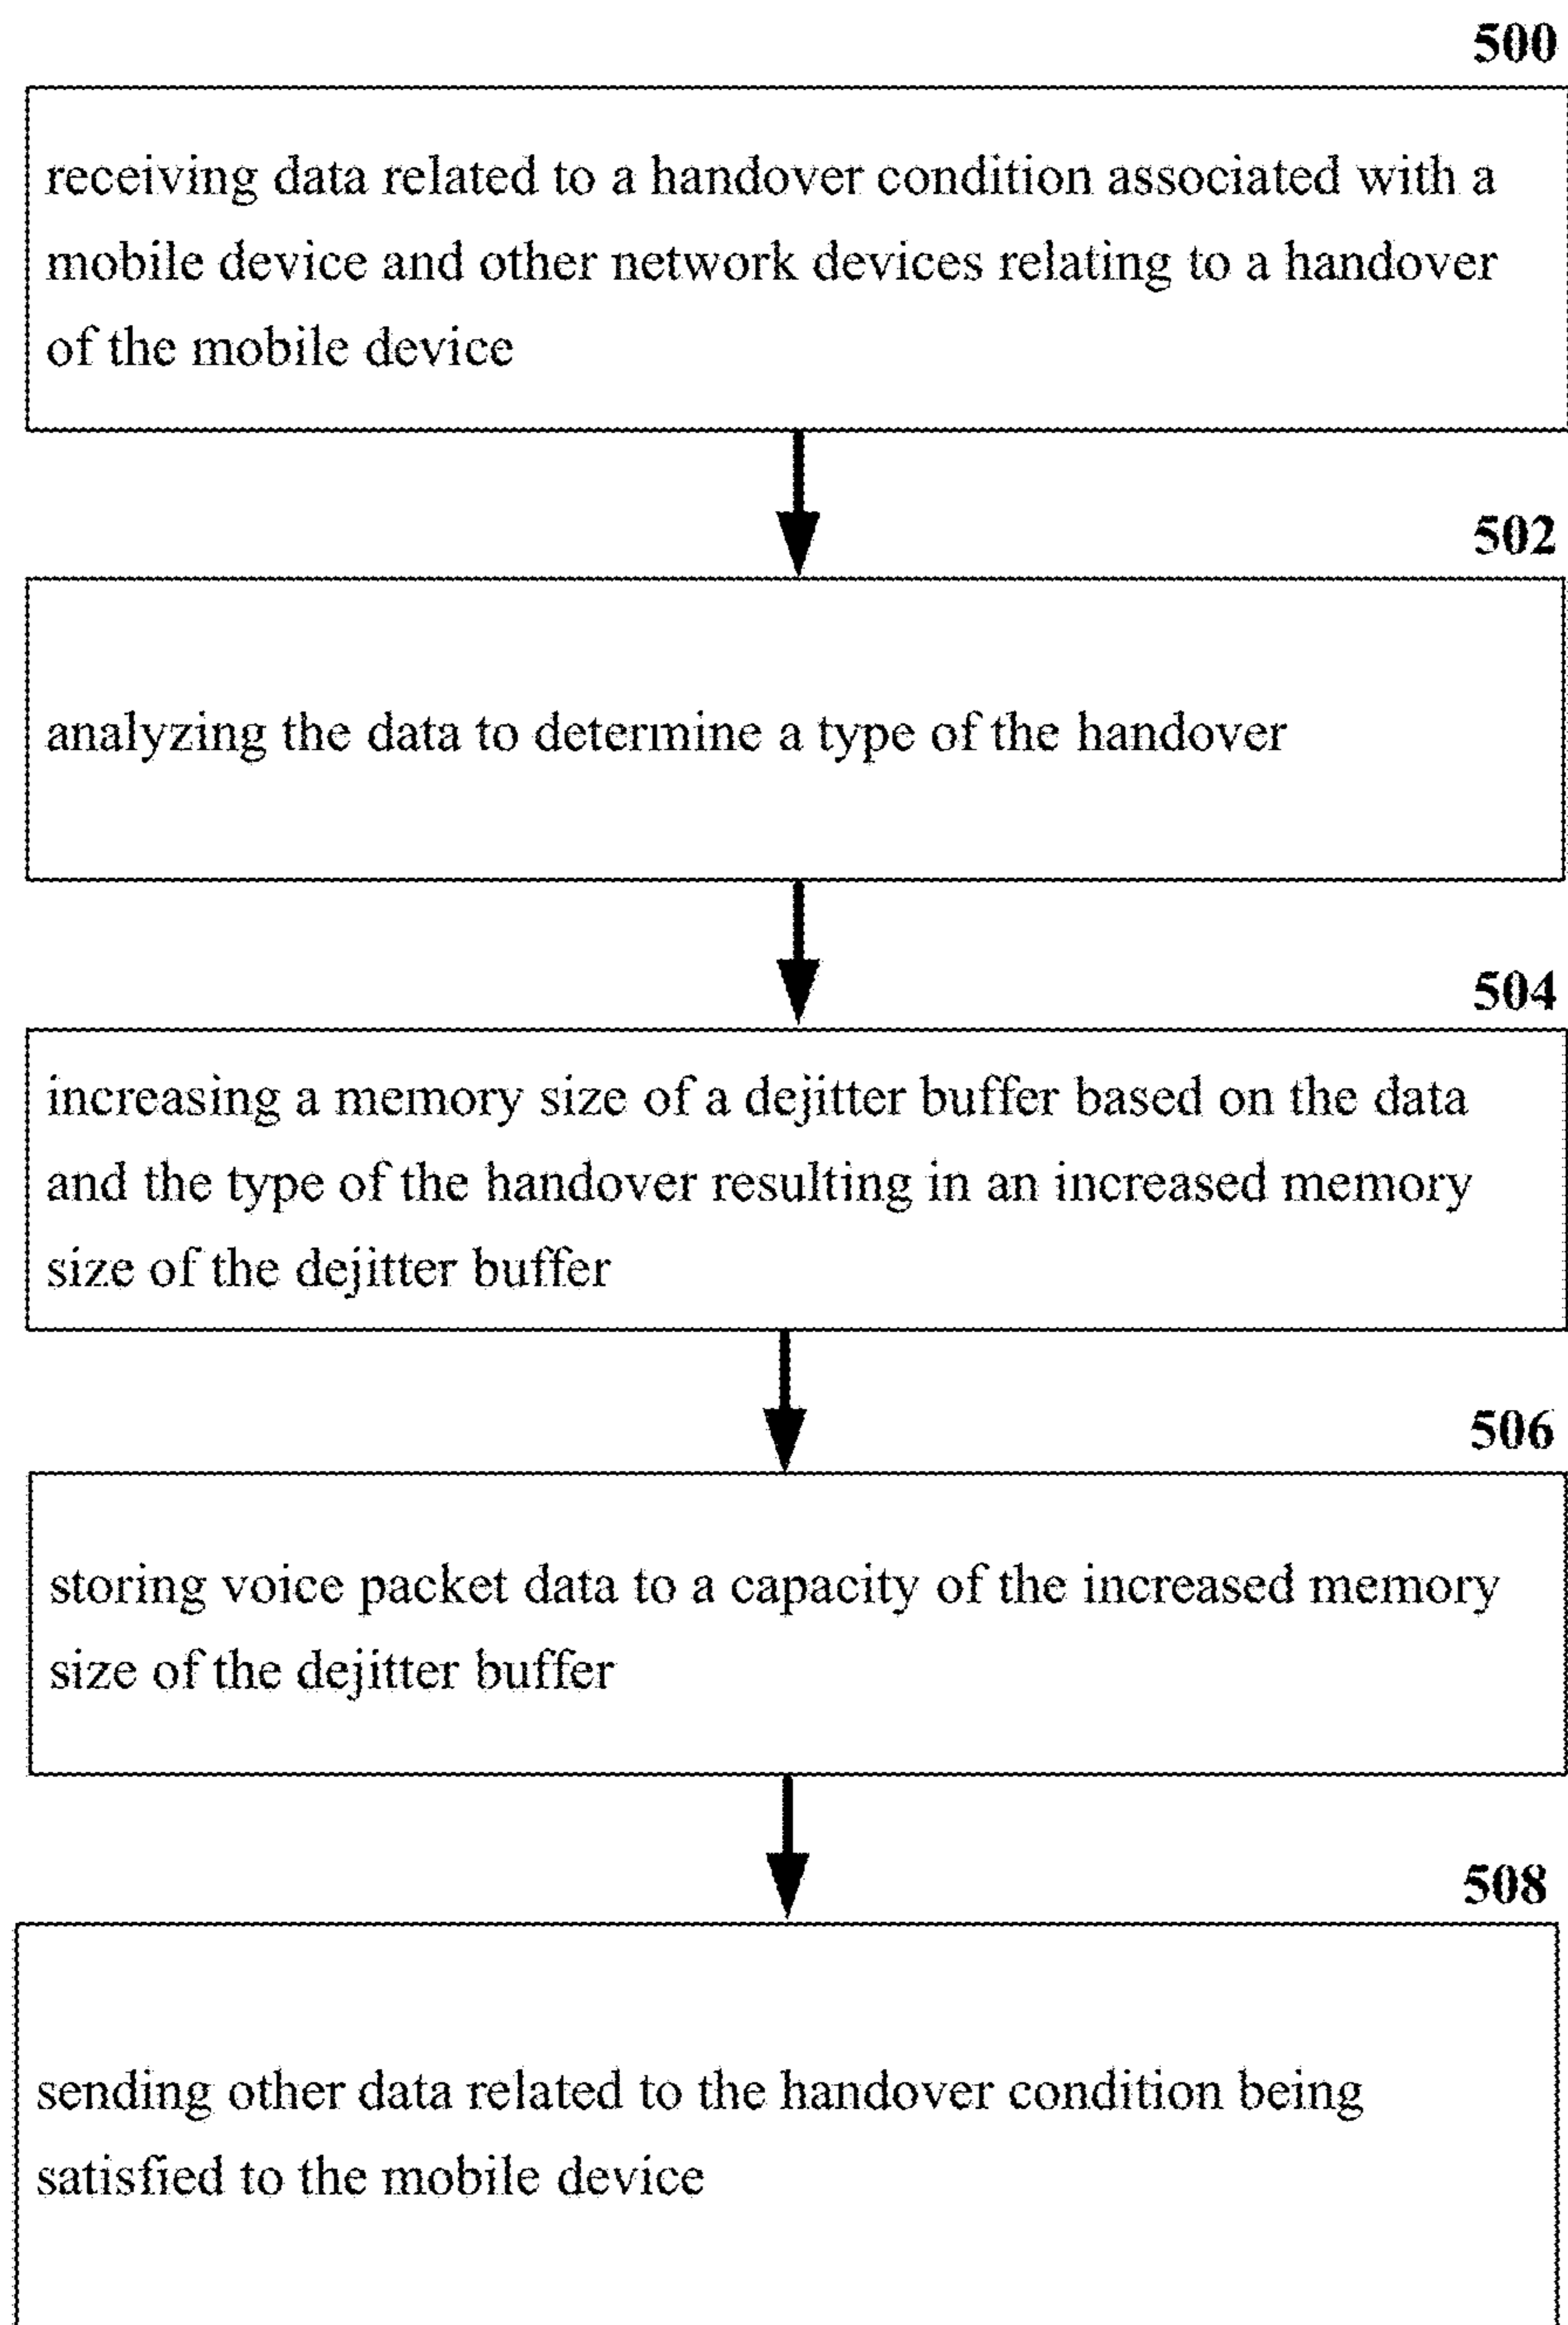 500
receiving data related to a handover condition associated with a
mobile device and other network devices relating to a handover
of the mobile device
502
analyzing the data to determine a type of the handover
504
increasing a memory size of a dejitter buffer based on the data
and the type of the handover resulting in an increased memory
size of the dejitter buffer
506
storing voice packet data to a capacity of the increased memory
size of the dejitter buffer
508
sending other data related to the handover condition being
satisfied to the mobile device